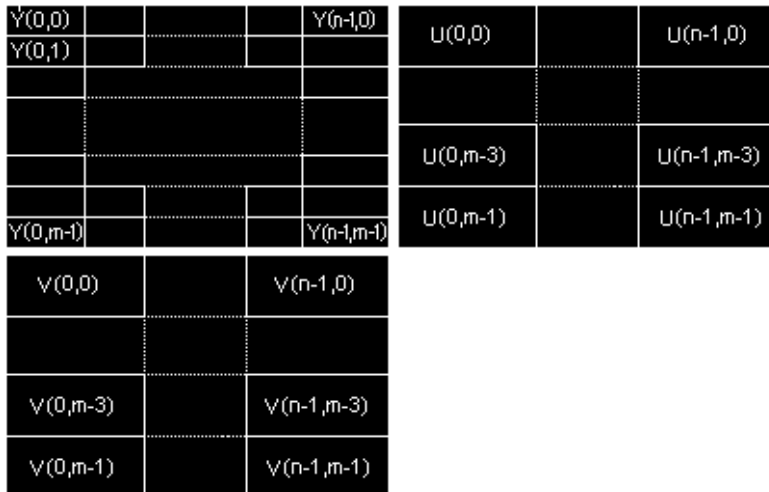 Y(0,0) Y(n-1,0)
Y(0,1)
Y(0,m-1) Y(n-1,m-1)
U(0,0) U(n-1,0)
U(0,m-3) U(n-1,m-3)
U(0,m-1) U(n-1,m-1)
V(0,0) V(n-1,0)
V(0,m-3) V(n-1,m-3)
V(0,m-1) V(n-1,m-1)